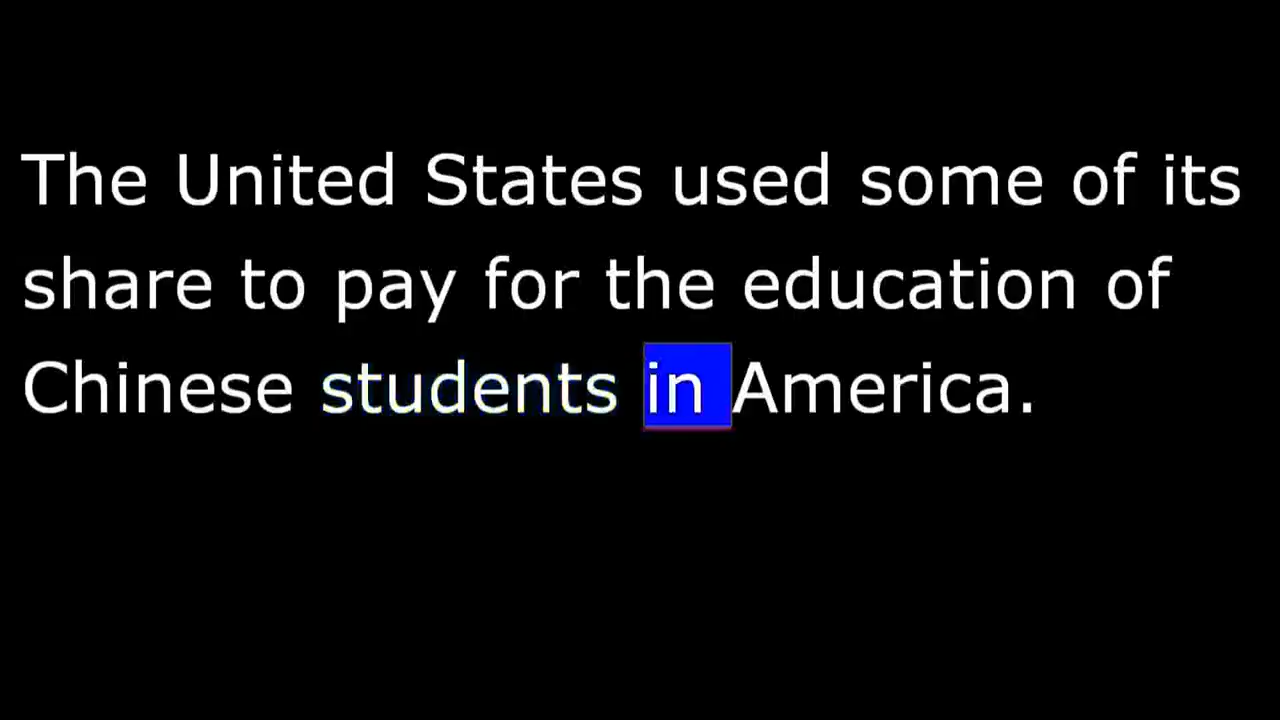 The United States used some of its
share to pay for the education of
Chinese students in America.